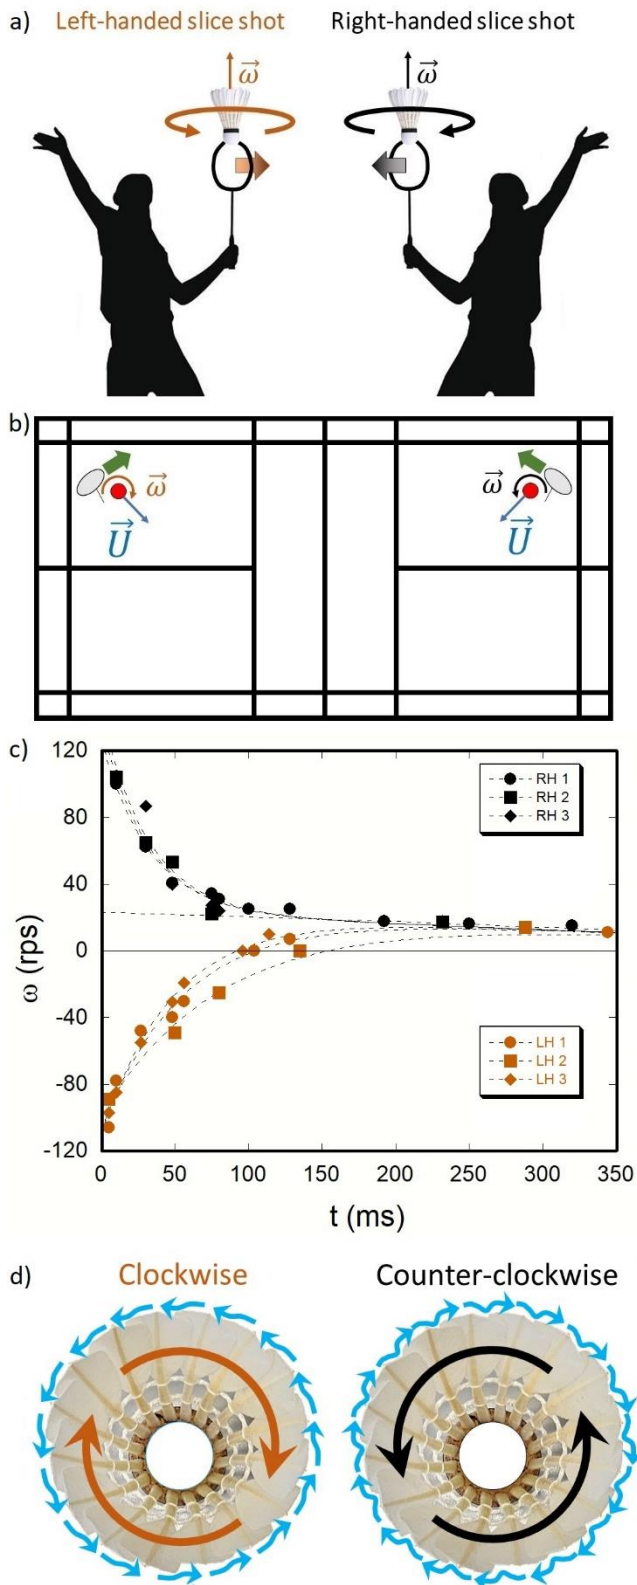 a) Left-handed slice shot Right-handed slice shot
ω⃗ ω⃗
b)
ω⃗ ω⃗
U⃗ U⃗
c) 120
80
40
0
-40
-80
-120
ω (rps)
RH 1
RH 2
RH 3
LH 1
LH 2
LH 3
0 50 100 150 200 250 300 350
t (ms)
d) Clockwise Counter-clockwise